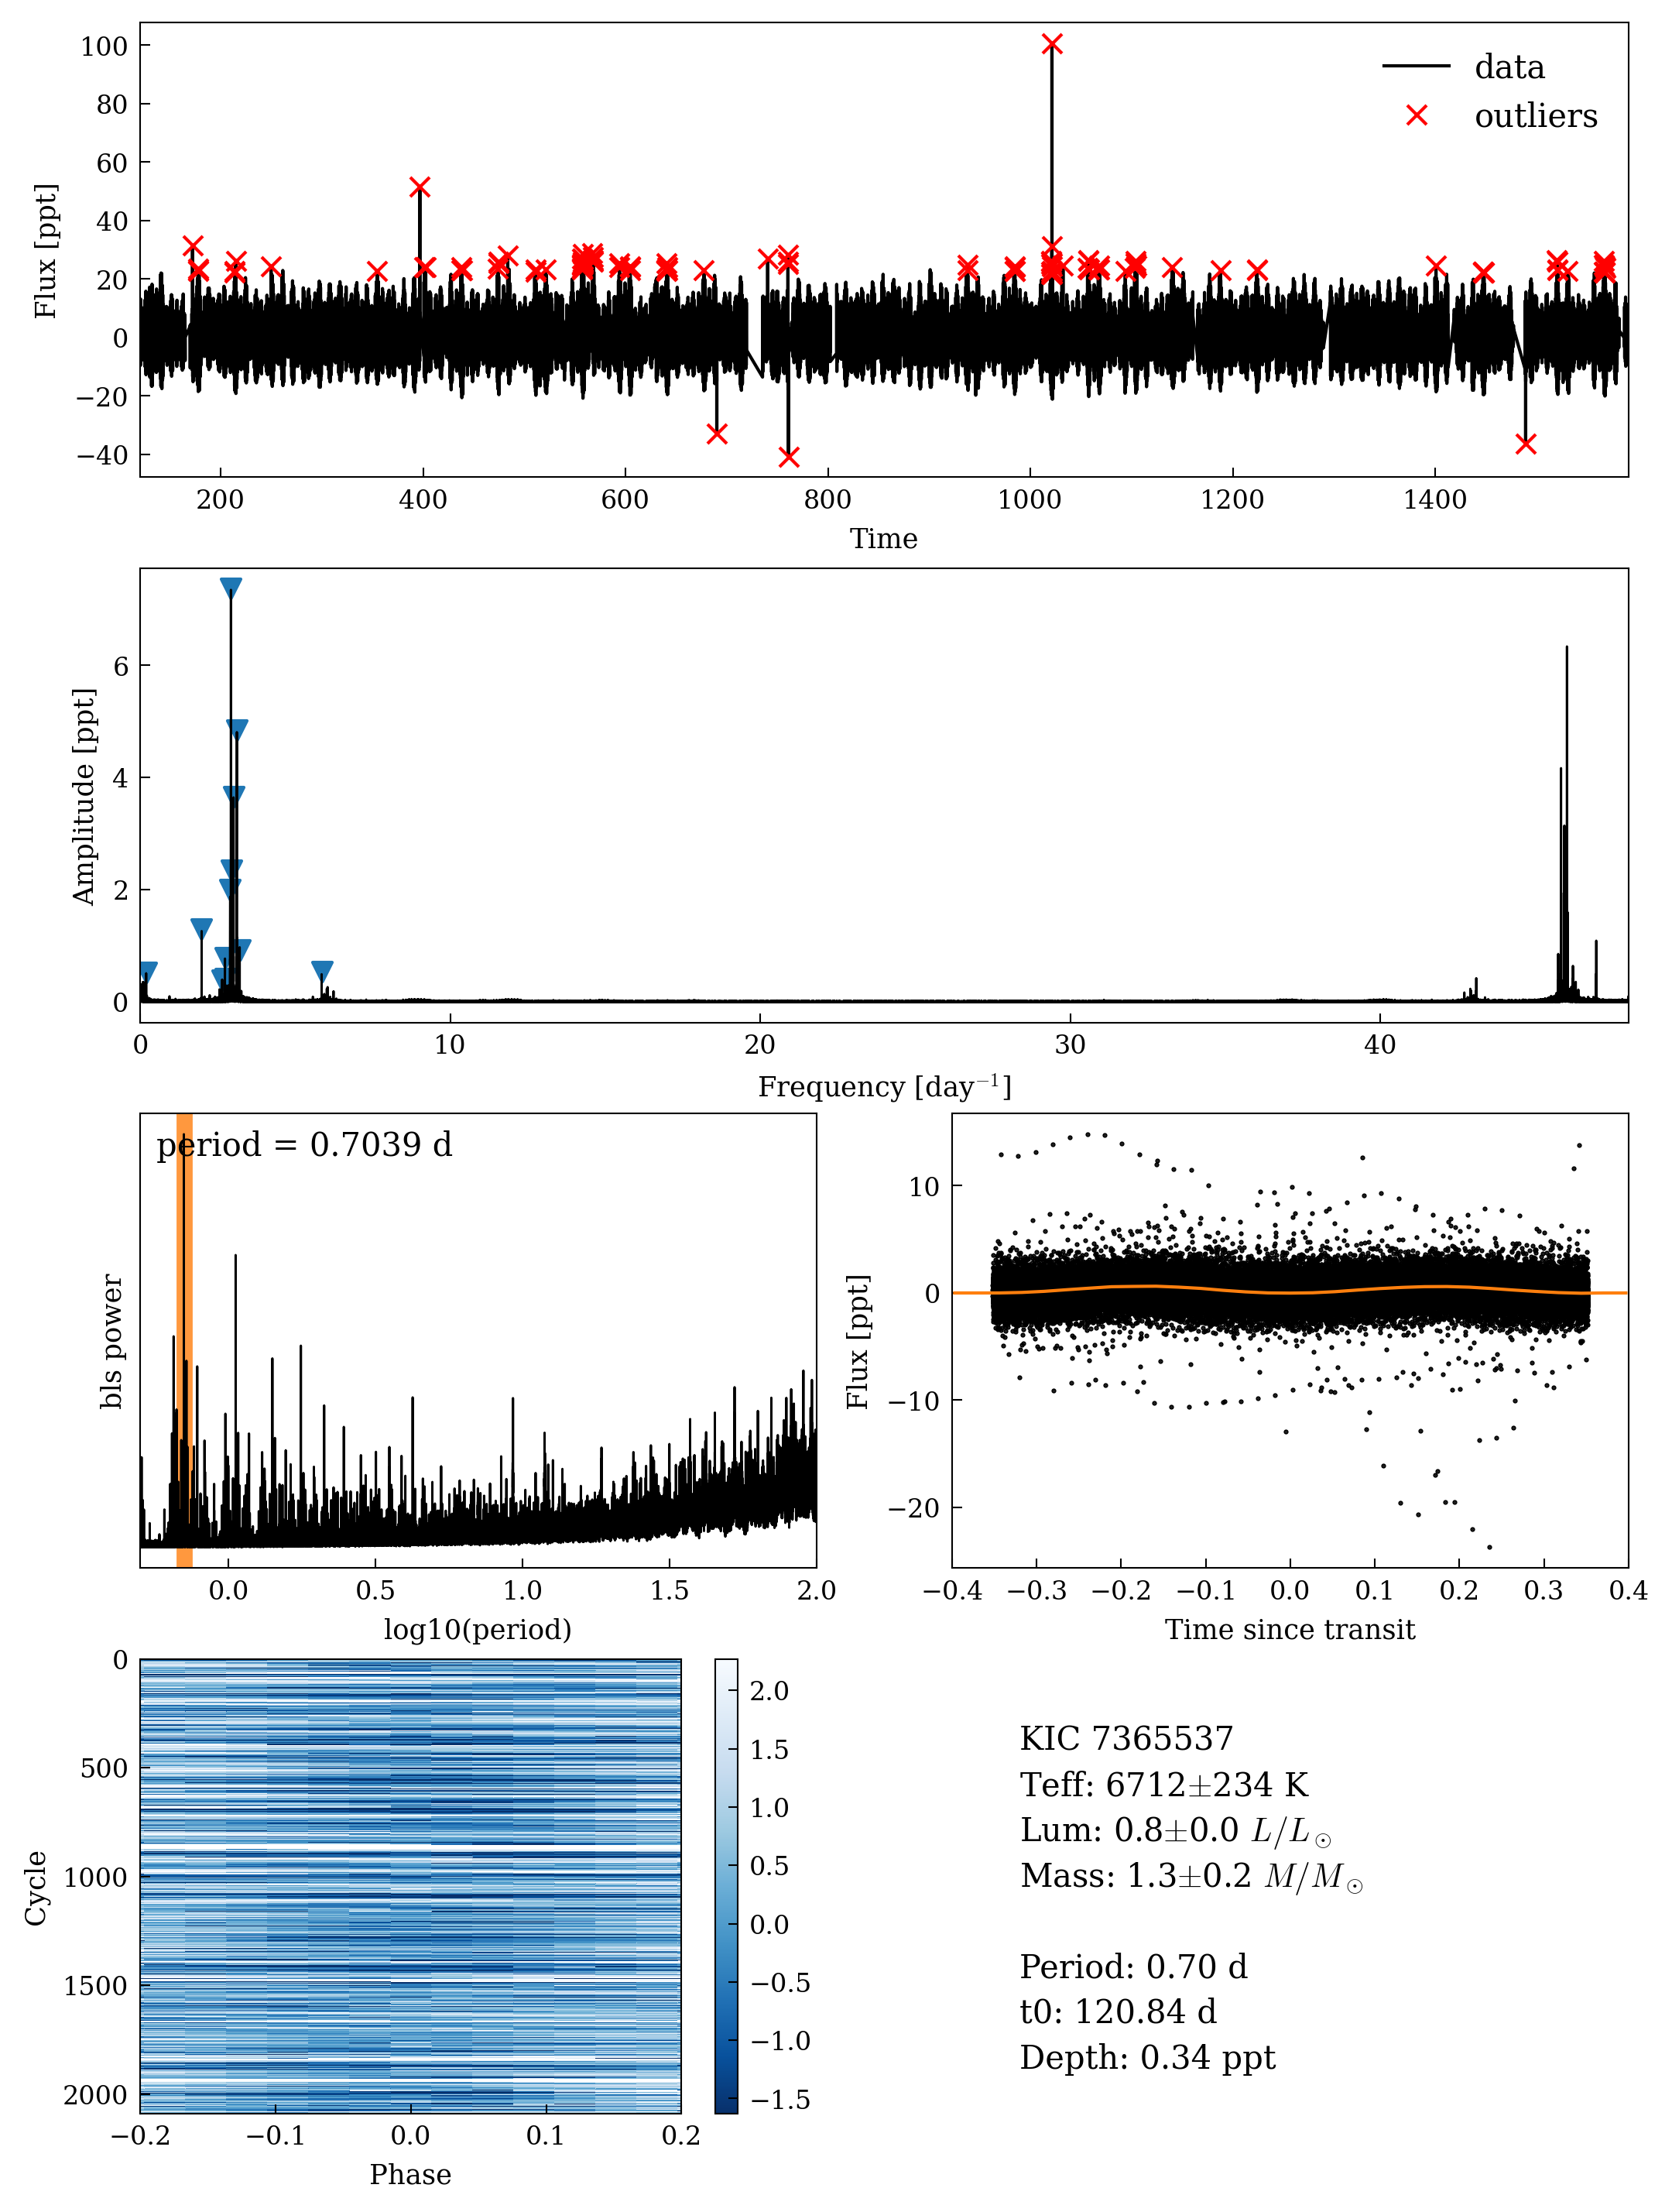 100
80
60
40
20
0
−20
−40
Flux [ppt]
data
outliers
200 400 600 800 1000 1200 1400
Time
6
4
2
0
Amplitude [ppt]
0 10 20 30 40
Frequency [day⁻¹]
period = 0.7039 d
bls power
0.0 0.5 1.0 1.5 2.0
log10(period)
10
0
−10
−20
Flux [ppt]
−0.4 −0.3 −0.2 −0.1 0.0 0.1 0.2 0.3 0.4
Time since transit
0
500
1000
1500
2000
Cycle
−0.2 −0.1 0.0 0.1 0.2
Phase
2.0
1.5
1.0
0.5
0.0
−0.5
−1.0
−1.5
KIC 7365537
Teff: 6712±234 K
Lum: 0.8±0.0 L/L☉
Mass: 1.3±0.2 M/M☉
Period: 0.70 d
t0: 120.84 d
Depth: 0.34 ppt